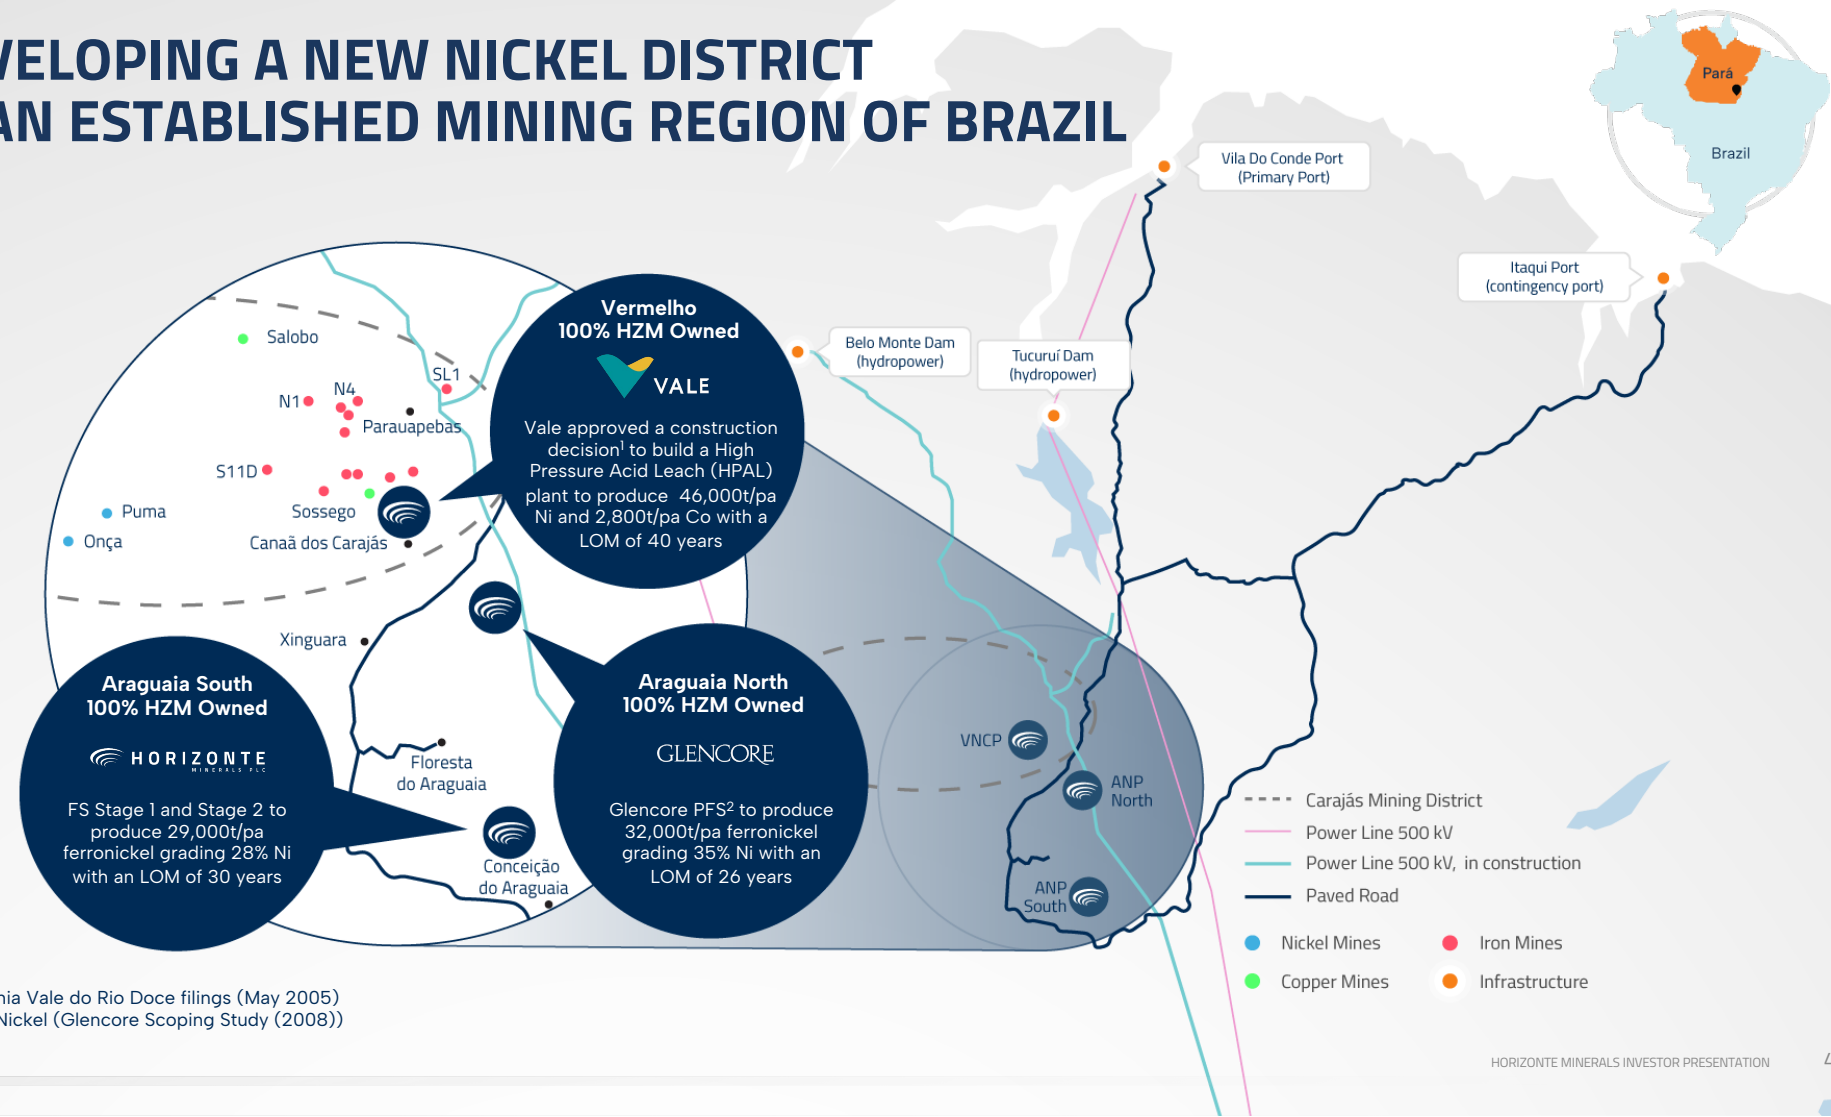 VELOPING A NEW NICKEL DISTRICT
AN ESTABLISHED MINING REGION OF BRAZIL
Pará
Brazil
Vila Do Conde Port
(Primary Port)
Itaqui Port
(contingency port)
Belo Monte Dam
(hydropower)
Tucuruí Dam
(hydropower)
Vermelho
100% HZM Owned
VALE
Vale approved a construction
decision1 to build a High
Pressure Acid Leach (HPAL)
plant to produce 46,000t/pa
Ni and 2,800t/pa Co with a
LOM of 40 years
Salobo
SL1
N4
N1
Parauapebas
S11D
Puma
Sossego
Onça
Canaã dos Carajás
Xinguara
Araguaia South
100% HZM Owned
HORIZONTE
MINERALS PLC
FS Stage 1 and Stage 2 to
produce 29,000t/pa
ferronickel grading 28% Ni
with an LOM of 30 years
Floresta
do Araguaia
Conceição
do Araguaia
Araguaia North
100% HZM Owned
GLENCORE
Glencore PFS2 to produce
32,000t/pa ferronickel
grading 35% Ni with an
LOM of 26 years
VNCP
ANP
North
ANP
South
Carajás Mining District
Power Line 500 kV
Power Line 500 kV, in construction
Paved Road
Nickel Mines
Iron Mines
Copper Mines
Infrastructure
nia Vale do Rio Doce filings (May 2005)
Nickel (Glencore Scoping Study (2008))
HORIZONTE MINERALS INVESTOR PRESENTATION